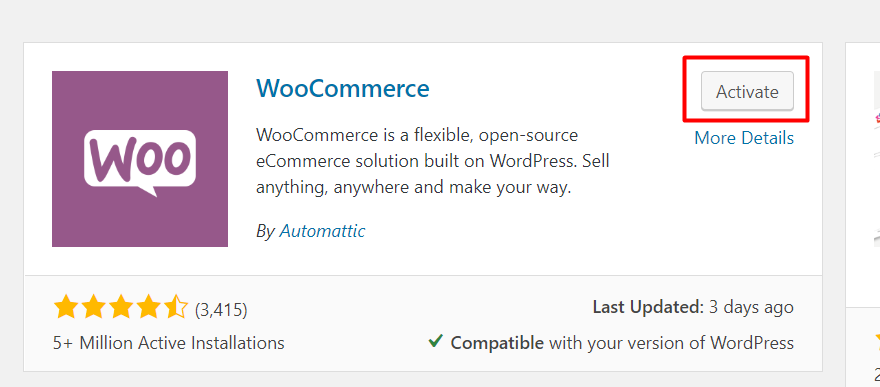 WOO
WooCommerce
Activate
More Details
WooCommerce is a flexible, open-source
eCommerce solution built on WordPress. Sell
anything, anywhere and make your way.
By Automattic
(3,415)
Last Updated: 3 days ago
5+ Million Active Installations
Compatible with your version of WordPress
2